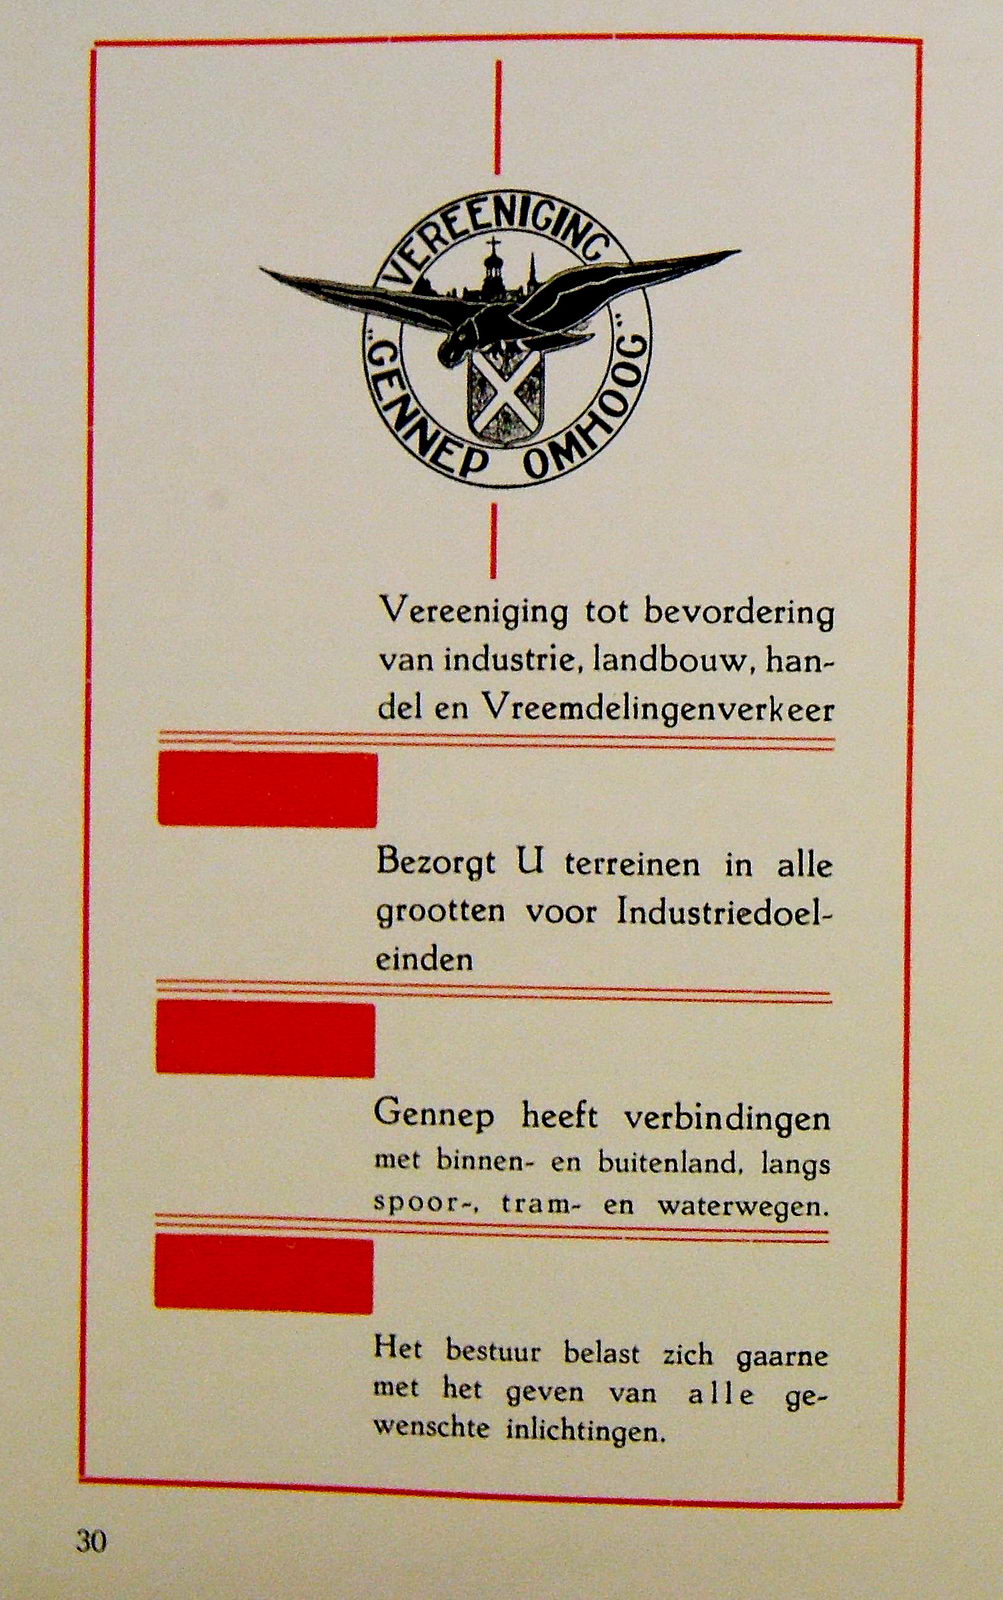 VEREENIGING
„GENNEP OMHOOG”
Vereeniging tot bevordering
van industrie, landbouw, han-
del en Vreemdelingenverkeer
Bezorgt U terreinen in alle
grootten voor Industriedoel-
einden
Gennep heeft verbindingen
met binnen- en buitenland, langs
spoor-, tram- en waterwegen.
Het bestuur belast zich gaarne
met het geven van alle ge-
wenschte inlichtingen.
30